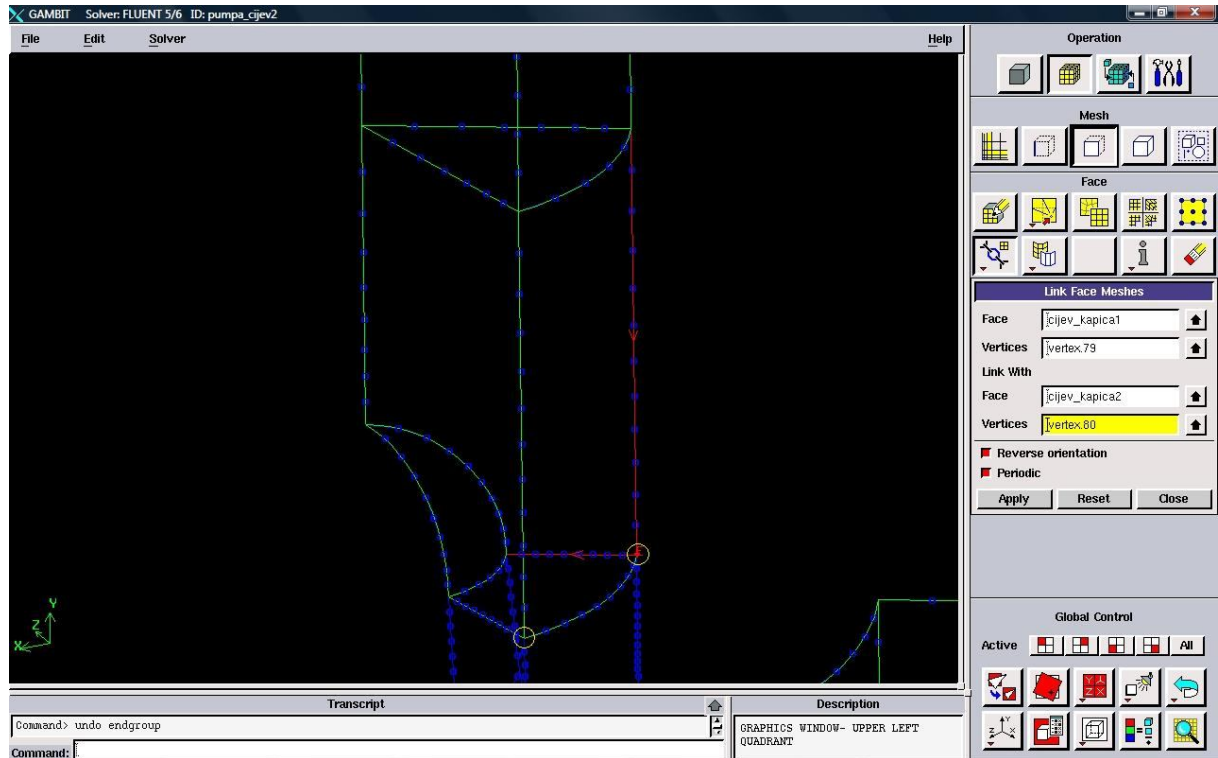 GAMBIT Solver: FLUENT 5/6 ID: pumpa_cijev2
File Edit Solver Help
Operation
Mesh
Face
Link Face Meshes
Face cijev_kapica1
Vertices vertex.79
Link With
Face cijev_kapica2
Vertices vertex.80
Reverse orientation
Periodic
Apply Reset Close
Y
Z
X
Global Control
Active All
Transcript
Command> undo endgroup
Command:
Description
GRAPHICS WINDOW- UPPER LEFT
QUADRANT